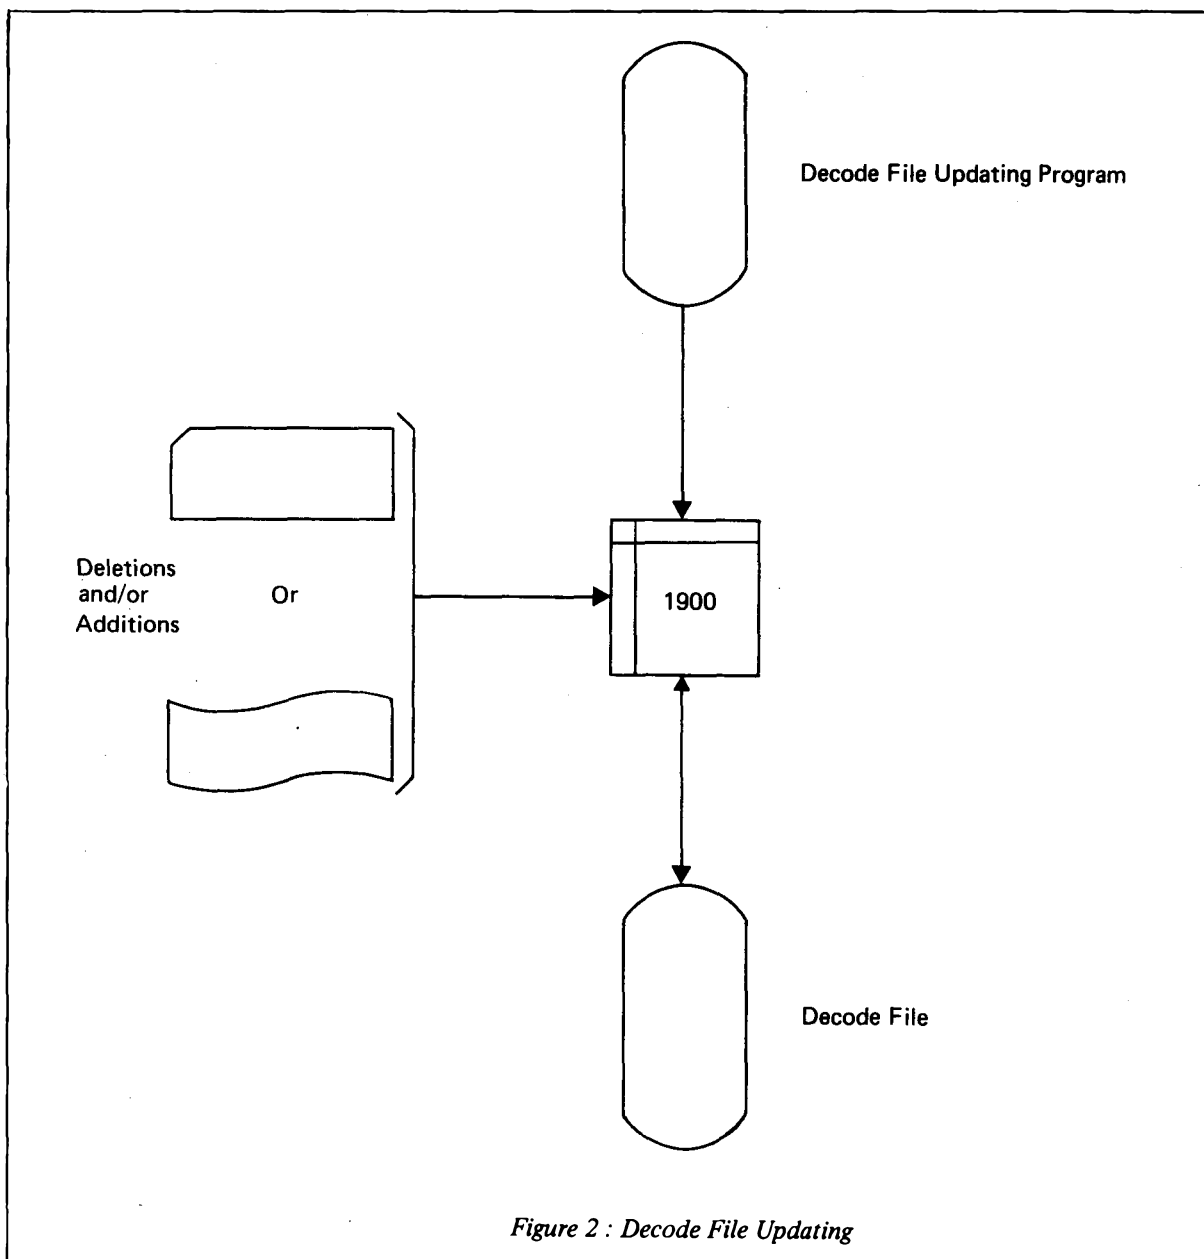 Decode File Updating Program
Deletions
and/or
Additions
Or
1900
Decode File
Figure 2 : Decode File Updating